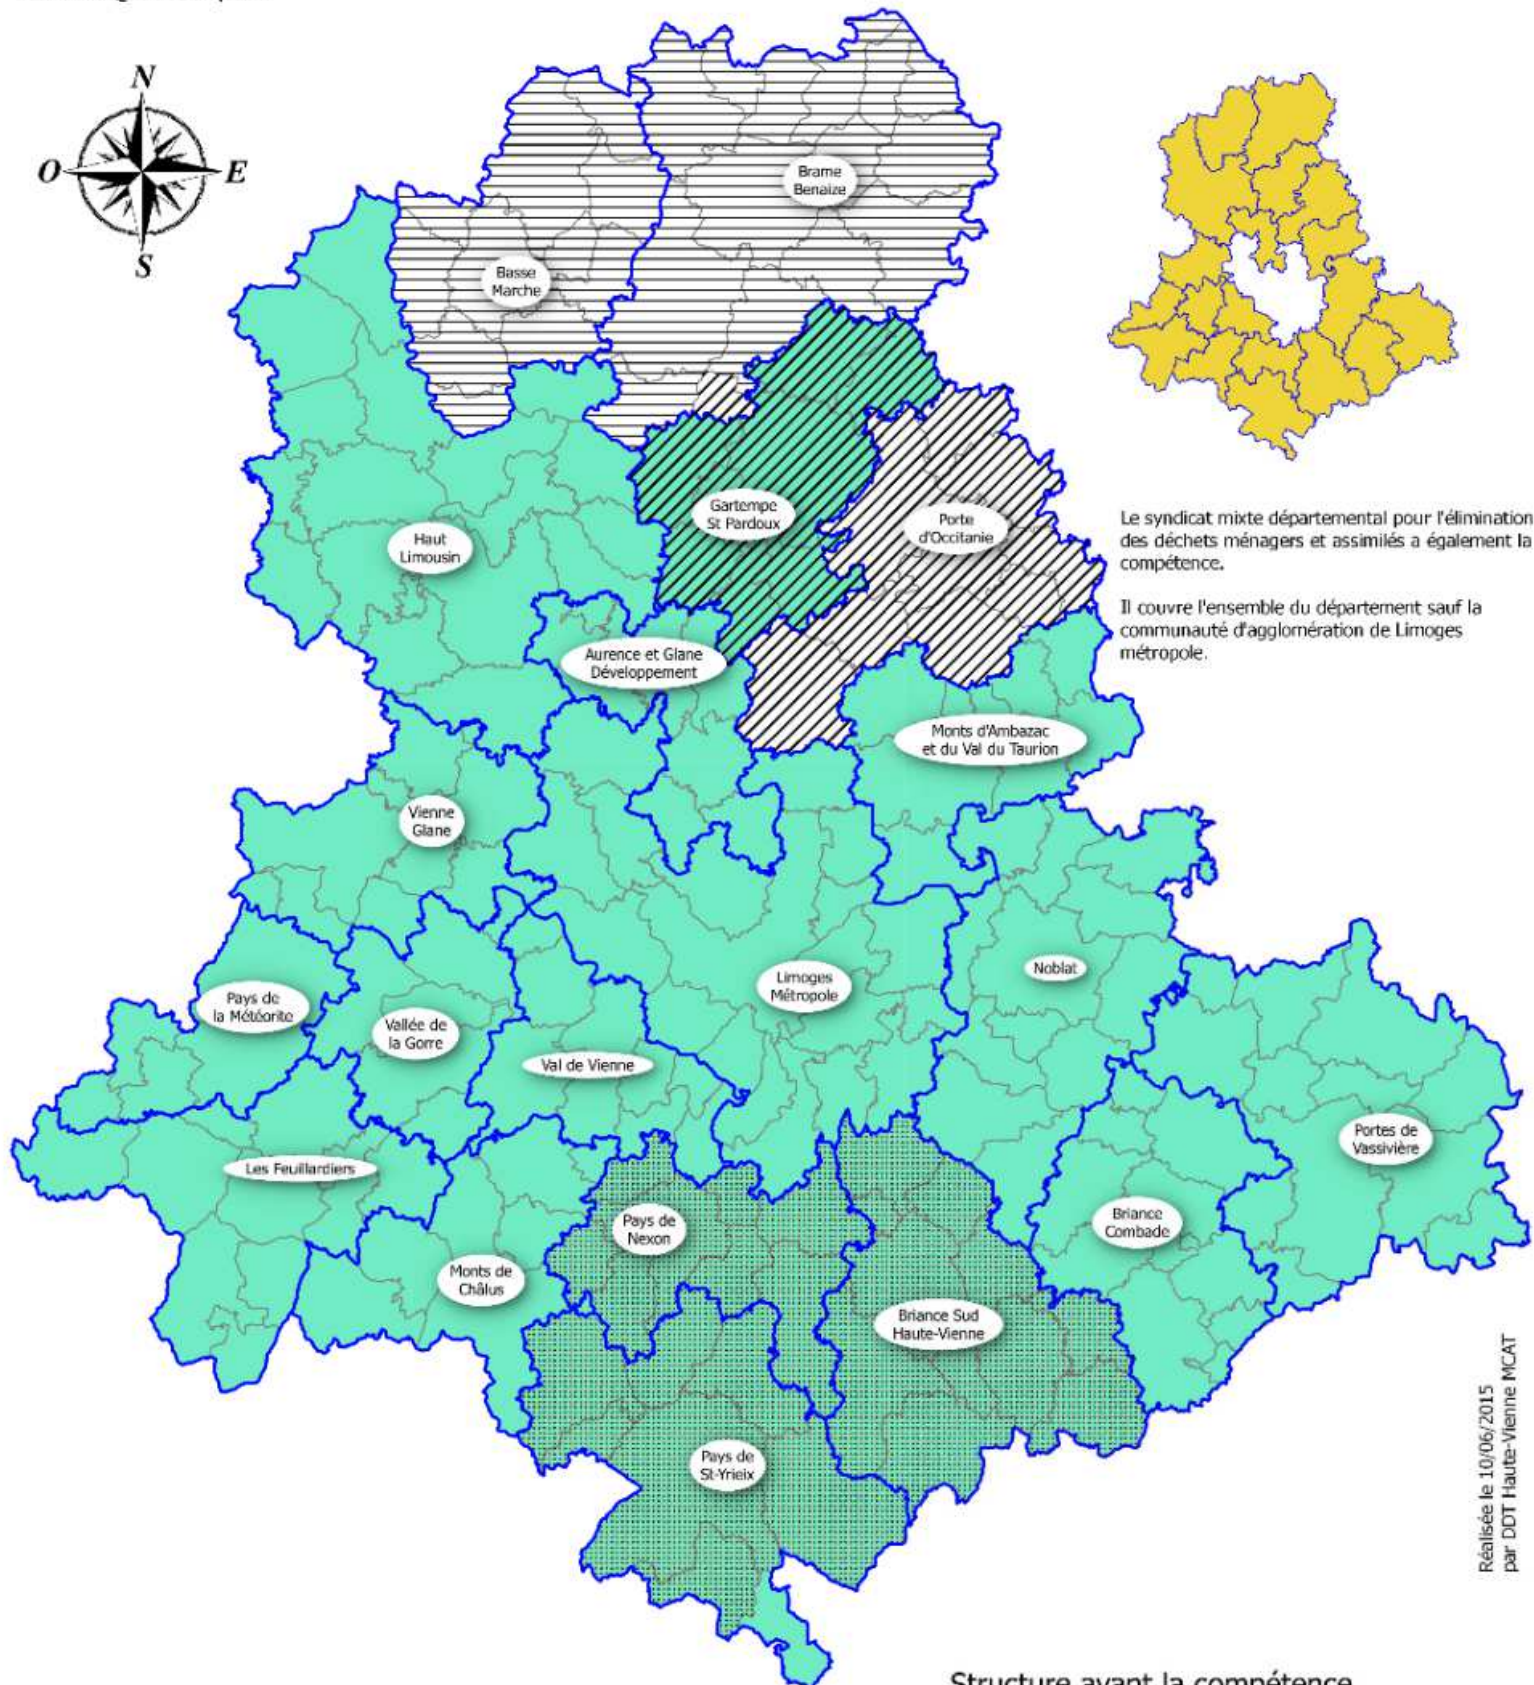 N
O
E
S
Brame
Benaize
Basse
Marche
Gartempe
St Pardoux
Porte
d'Occitanie
Haut
Limousin
Le syndicat mixte départemental pour l'élimination
des déchets ménagers et assimilés a également la
compétence.
Il couvre l'ensemble du département sauf la
communauté d'agglomération de Limoges
métropole.
Aurence et Glane
Développement
Monts d'Ambazac
et du Val du Taurion
Vienne
Glane
Noblat
Limoges
Métropole
Pays de
la Météorite
Vallée de
la Gorre
Val de Vienne
Portes de
Vassivière
Les Feuillardiers
Pays de
Nexon
Briance
Combade
Monts de
Châlus
Briance Sud
Haute-Vienne
Pays de
St-Yrieix
Réalisée le 10/06/2015
par DDT Haute-Vienne MCAT
Structure ayant la compétence